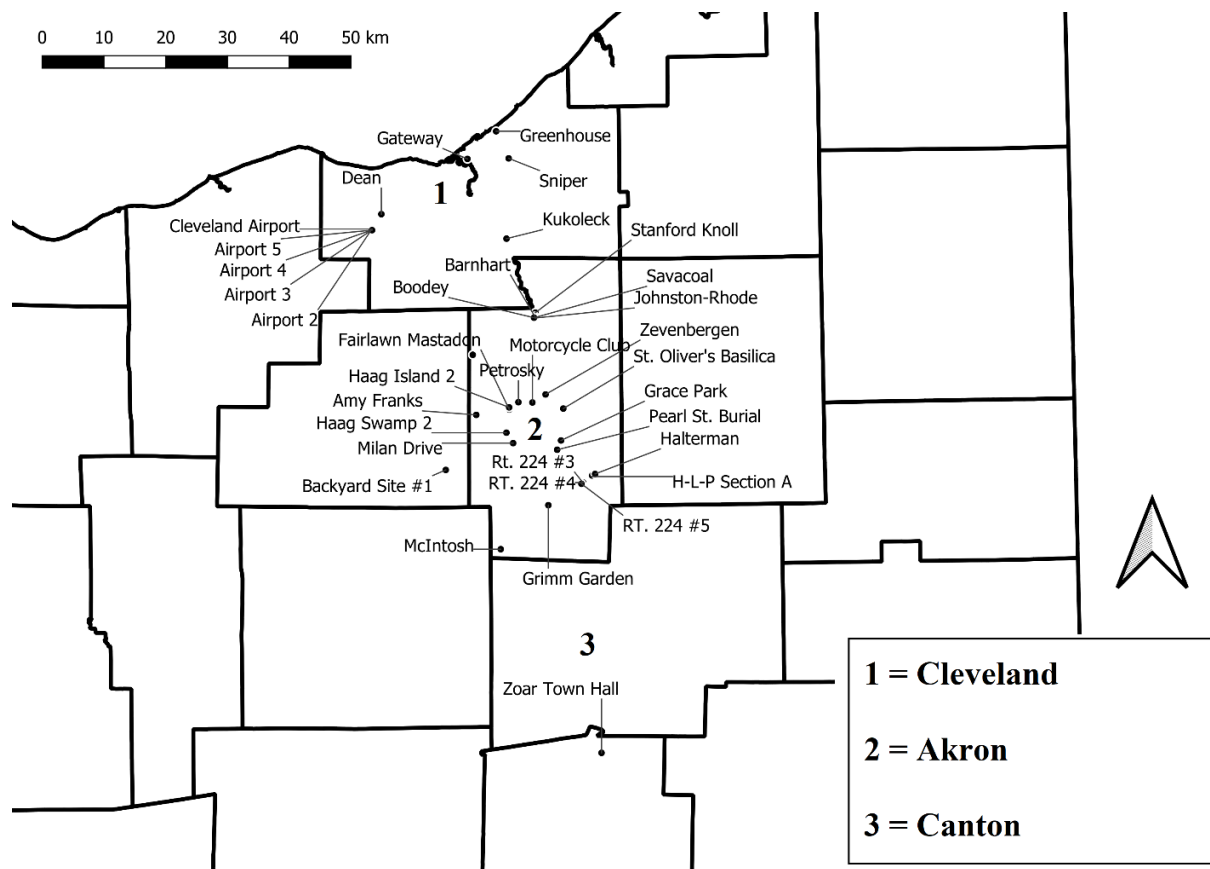 0 10 20 30 40 50 km
Gateway
Greenhouse
Dean
1
Sniper
Cleveland Airport
Kukoleck
Stanford Knoll
Airport 5
Airport 4
Barnhart
Savacoal
Airport 3
Boodey
Johnston-Rhode
Airport 2
Zevenbergen
Fairlawn Mastadon
Motorcycle Club
St. Oliver's Basilica
Haag Island 2
Petrosky
Grace Park
Amy Franks
Pearl St. Burial
Haag Swamp 2
2
Halterman
Milan Drive
Rt. 224 #3
Backyard Site #1
RT. 224 #4
H-L-P Section A
RT. 224 #5
McIntosh
Grimm Garden
3
Zoar Town Hall
1 = Cleveland
2 = Akron
3 = Canton